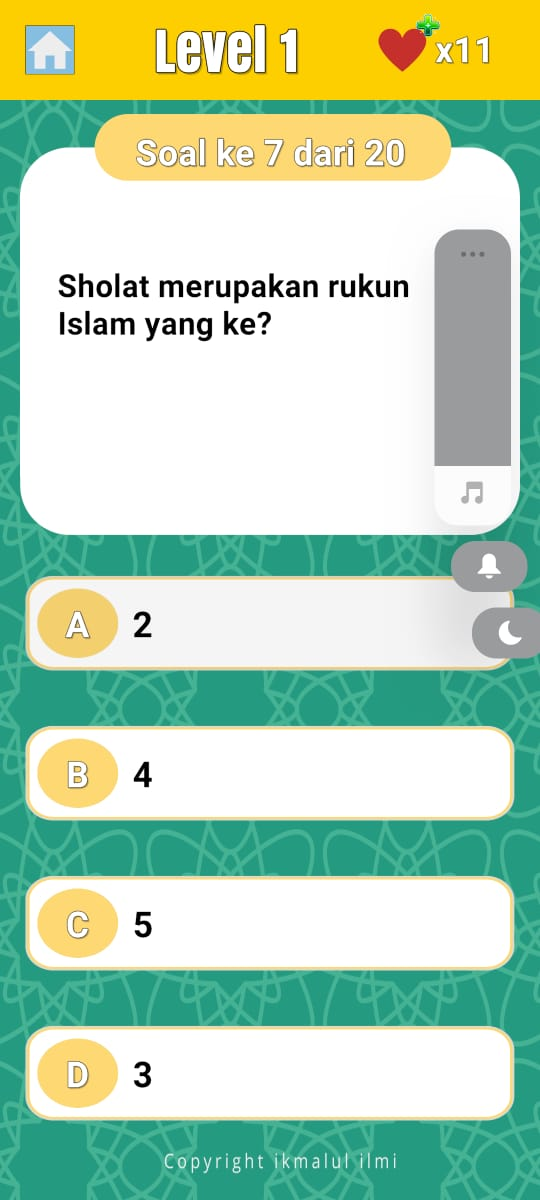 Level 1
x11
Soal ke 7 dari 20
Sholat merupakan rukun
Islam yang ke?
A 2
B 4
C 5
D 3
Copyright ikmalul ilmi